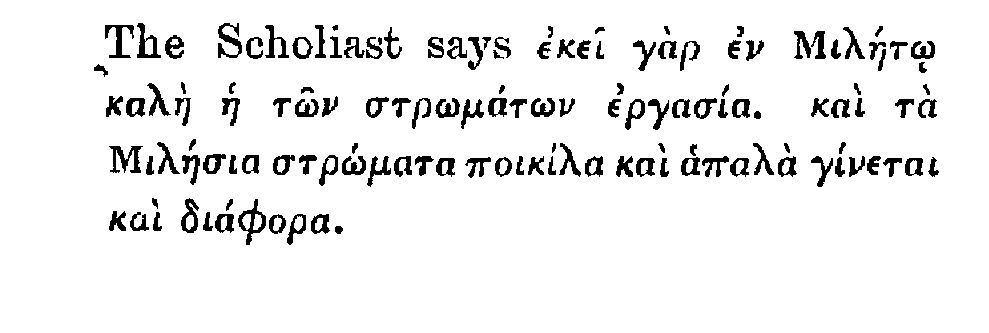 The Scholiast says ἐκεῖ γὰρ ἐν Μιλήτῳ
καλὴ ἡ τῶν στρωμάτων ἐργασία. καὶ τὰ
Μιλήσια στρώματα ποικίλα καὶ ἁπαλὰ γίνεται
καὶ διάφορα.